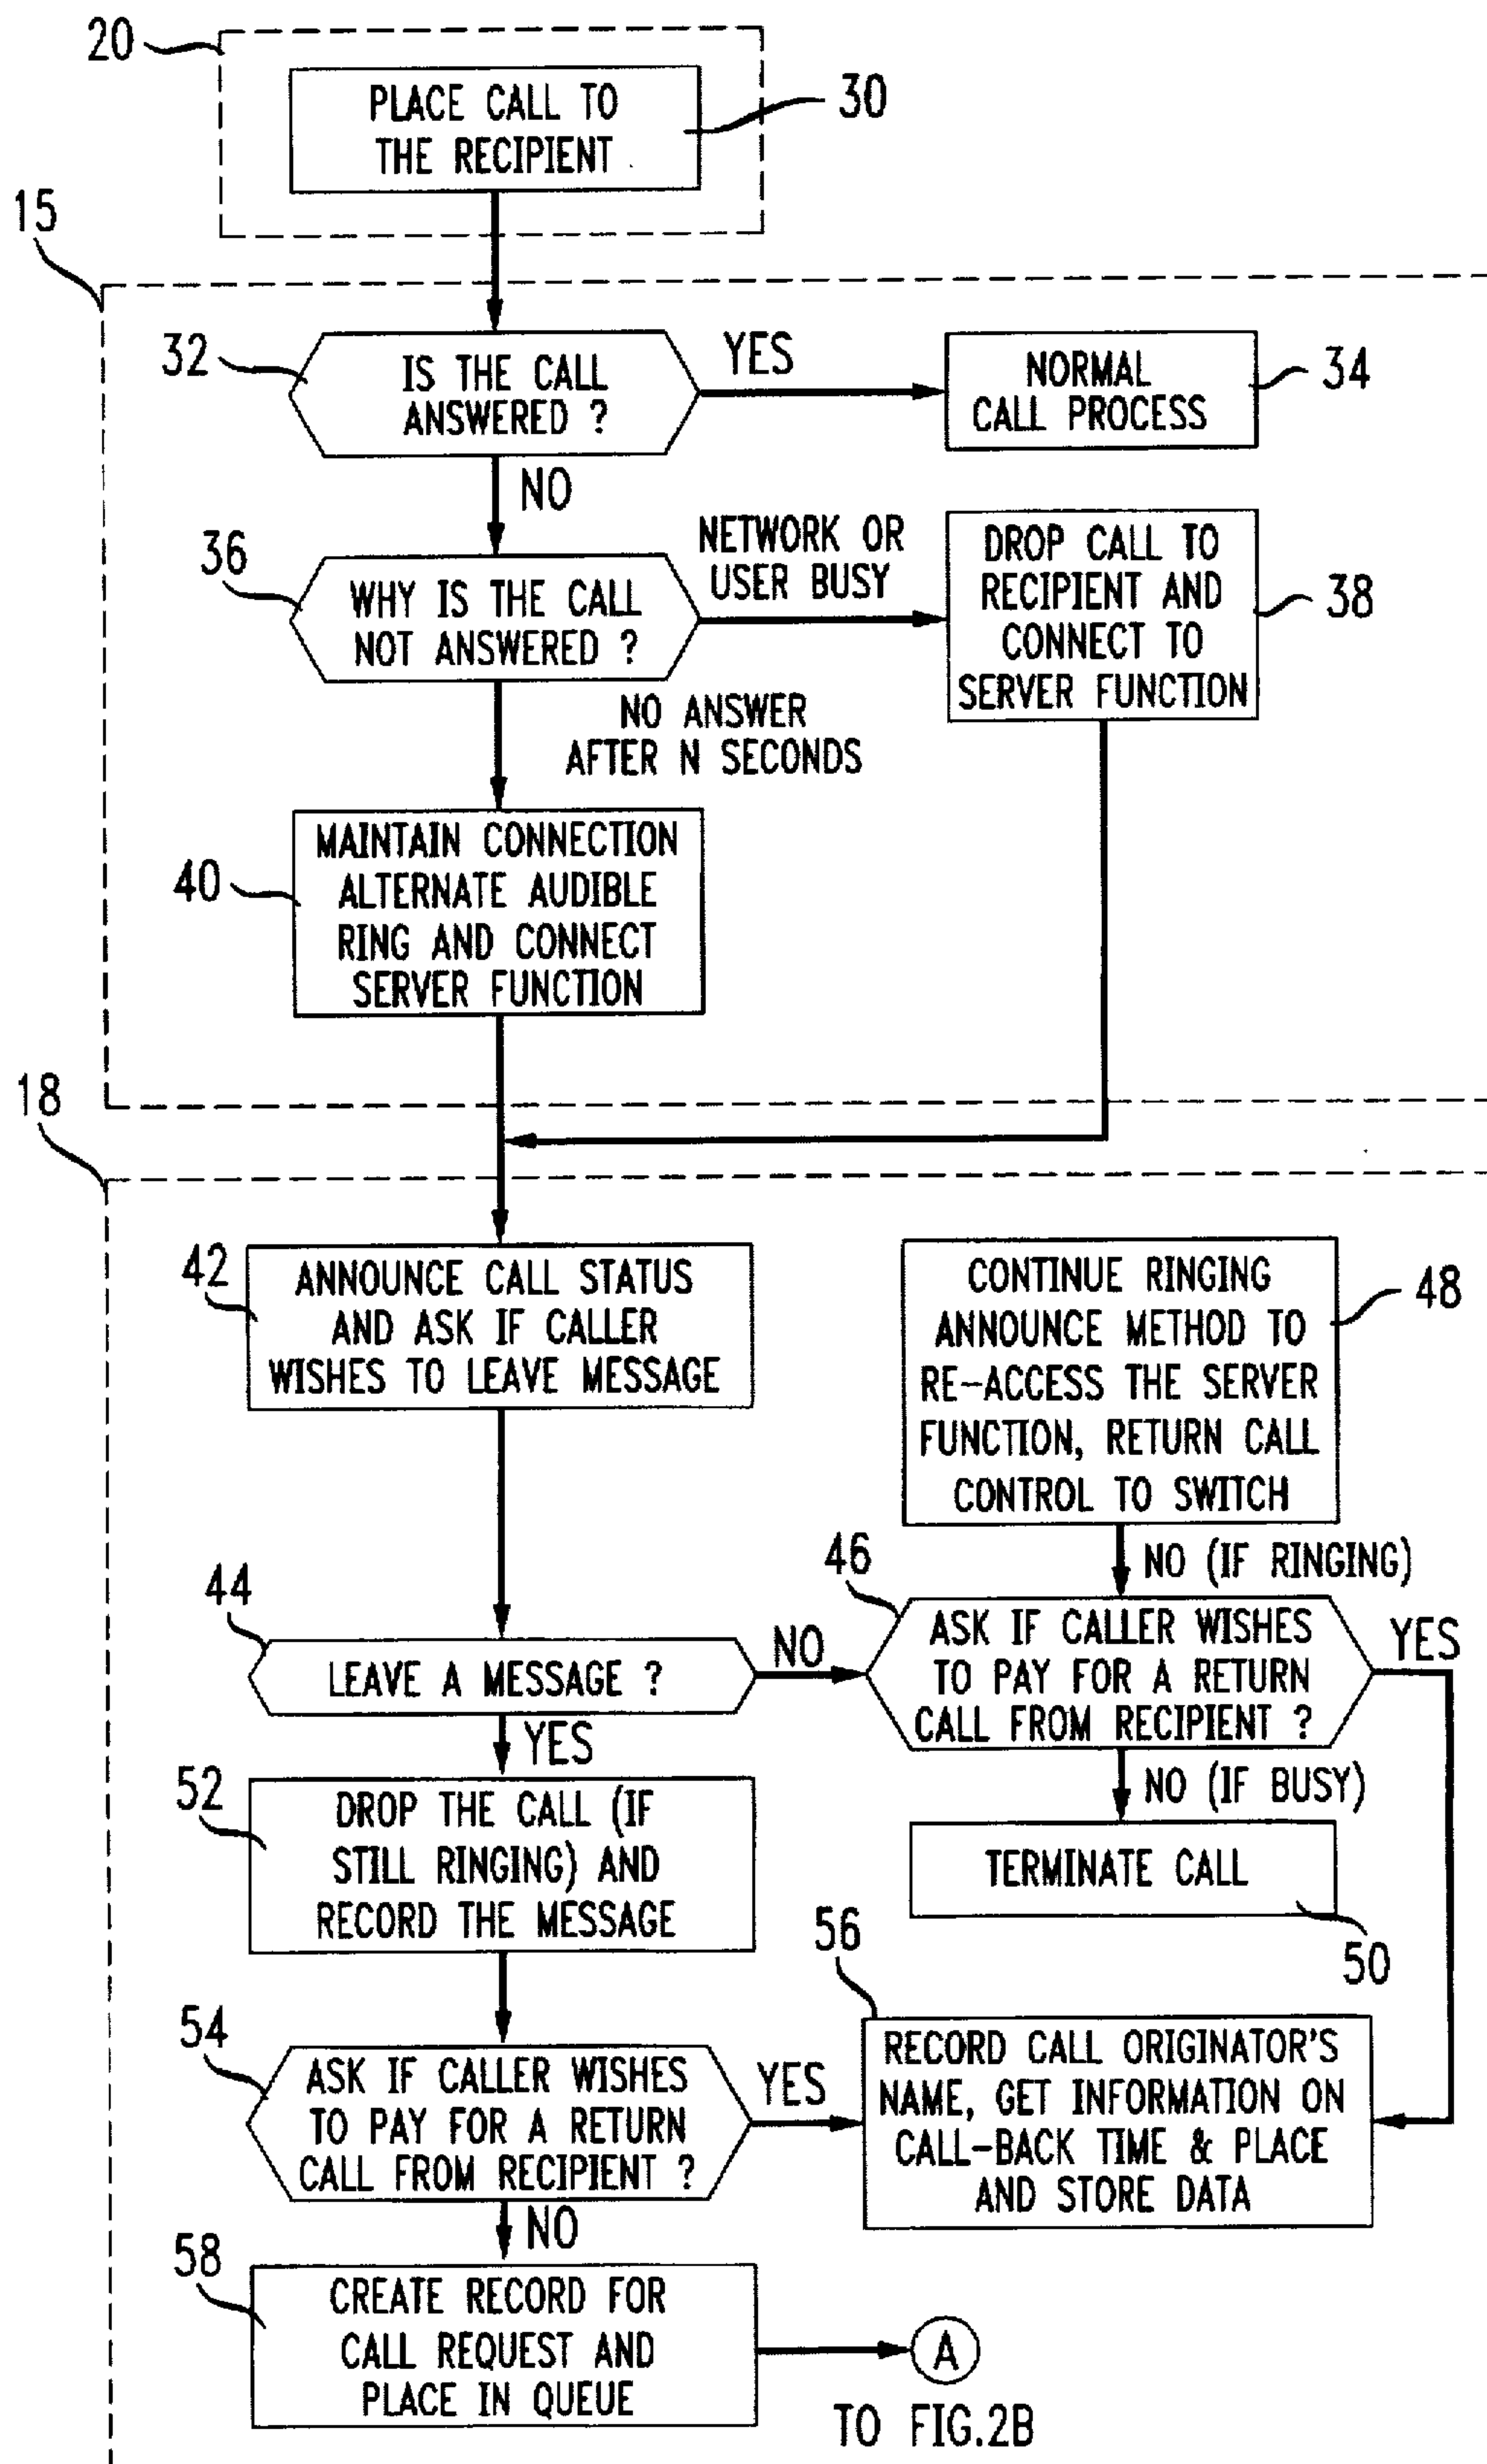 20
PLACE CALL TO
THE RECIPIENT
30
15
32
IS THE CALL
ANSWERED ?
YES
NORMAL
CALL PROCESS
34
NO
36
WHY IS THE CALL
NOT ANSWERED ?
NETWORK OR
USER BUSY
DROP CALL TO
RECIPIENT AND
CONNECT TO
SERVER FUNCTION
38
NO ANSWER
AFTER N SECONDS
40
MAINTAIN CONNECTION
ALTERNATE AUDIBLE
RING AND CONNECT
SERVER FUNCTION
18
42
ANNOUNCE CALL STATUS
AND ASK IF CALLER
WISHES TO LEAVE MESSAGE
CONTINUE RINGING
ANNOUNCE METHOD TO
RE-ACCESS THE SERVER
FUNCTION, RETURN CALL
CONTROL TO SWITCH
48
NO (IF RINGING)
44
LEAVE A MESSAGE ?
NO
46
ASK IF CALLER WISHES
TO PAY FOR A RETURN
CALL FROM RECIPIENT ?
YES
YES
NO (IF BUSY)
52
DROP THE CALL (IF
STILL RINGING) AND
RECORD THE MESSAGE
TERMINATE CALL
50
54
ASK IF CALLER WISHES
TO PAY FOR A RETURN
CALL FROM RECIPIENT ?
YES
56
RECORD CALL ORIGINATOR'S
NAME, GET INFORMATION ON
CALL-BACK TIME & PLACE
AND STORE DATA
NO
58
CREATE RECORD FOR
CALL REQUEST AND
PLACE IN QUEUE
A
TO FIG.2B